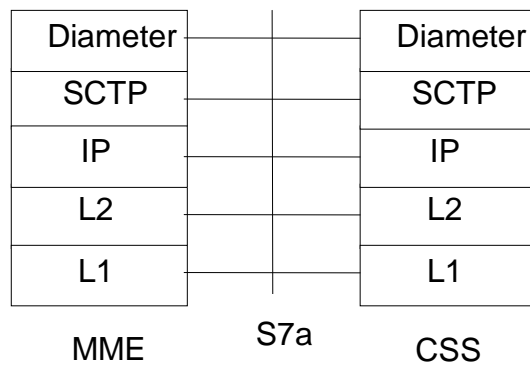 Diameter Diameter
SCTP SCTP
IP IP
L2 L2
L1 L1
MME S7a CSS